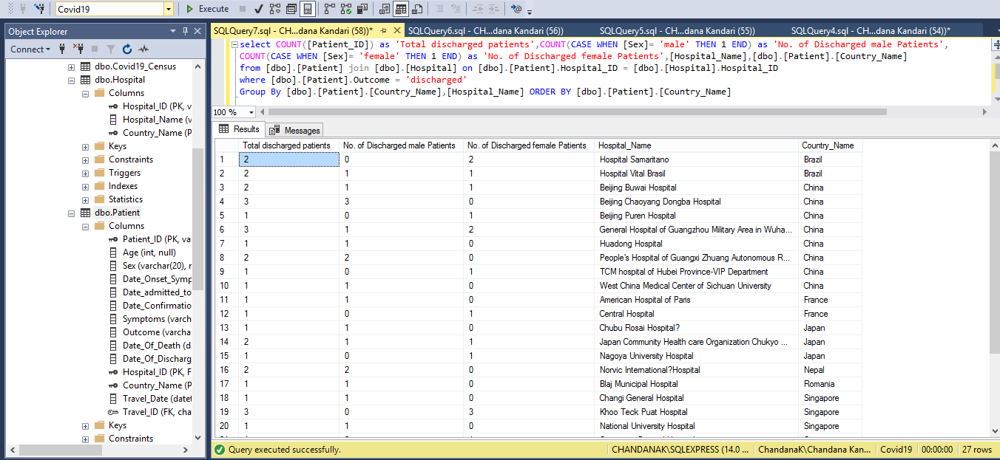 Covid19 Execute
Object Explorer
Connect
dbo.Covid19_Census
dbo.Hospital
Columns
Hospital_ID (PK, v
Hospital_Name (v
Country_Name (P
Keys
Constraints
Triggers
Indexes
Statistics
dbo.Patient
Columns
Patient_ID (PK, va
Age (int, null)
Sex (varchar(20), r
Date_Onset_Symp
Date_admitted_to
Date_Confirmatio
Symptoms (varch
Outcome (varcha
Date_Of_Death (d
Date_Of_Discharg
Hospital_ID (PK, F
Country_Name (P
Travel_Date (datet
Travel_ID (FK, cha
Keys
Constraints
SQLQuery7.sql - CH...dana Kandari (58))* SQLQuery6.sql - CH...dana Kandari (56)) SQLQuery5.sql - CH...dana Kandari (55)) SQLQuery4.sql - CH...dana Kandari (54))*
select COUNT([Patient_ID]) as 'Total discharged patients',COUNT(CASE WHEN [Sex]= 'male' THEN 1 END) as 'No. of Discharged male Patients',
COUNT(CASE WHEN [Sex]= 'female' THEN 1 END) as 'No. of Discharged female Patients',[Hospital_Name],[dbo].[Patient].[Country_Name]
from [dbo].[Patient] join [dbo].[Hospital] on [dbo].[Patient].Hospital_ID = [dbo].[Hospital].Hospital_ID
where [dbo].[Patient].Outcome = 'discharged'
Group By [dbo].[Patient].[Country_Name],[Hospital_Name] ORDER BY [dbo].[Patient].[Country_Name]
100 %
Results Messages
Total discharged patients No. of Discharged male Patients No. of Discharged female Patients Hospital_Name Country_Name
1 2 0 2 Hospital Samaritano Brazil
2 2 1 1 Hospital Vital Brasil Brazil
3 2 1 1 Beijing Buwai Hospital China
4 3 3 0 Beijing Chaoyang Dongba Hospital China
5 1 0 1 Beijing Puren Hospital China
6 3 1 2 General Hospital of Guangzhou Military Area in Wuha... China
7 1 1 0 Huadong Hospital China
8 2 2 0 People's Hospital of Guangxi Zhuang Autonomous R... China
9 1 0 1 TCM hospital of Hubei Province-VIP Department China
10 1 1 0 West China Medical Center of Sichuan University China
11 1 1 0 American Hospital of Paris France
12 1 0 1 Central Hospital France
13 1 1 0 Chubu Rosai Hospital? Japan
14 2 1 1 Japan Community Health care Organization Chukyo ... Japan
15 1 0 1 Nagoya University Hospital Japan
16 2 2 0 Norvic International?Hospital Nepal
17 1 1 0 Blaj Municipal Hospital Romania
18 1 1 0 Changi General Hospital Singapore
19 3 0 3 Khoo Teck Puat Hospital Singapore
20 1 1 0 National University Hospital Singapore
Query executed successfully. CHANDANAK\SQLEXPRESS (14.0 ... ChandanaK\Chandana Kan... Covid19 00:00:00 27 rows